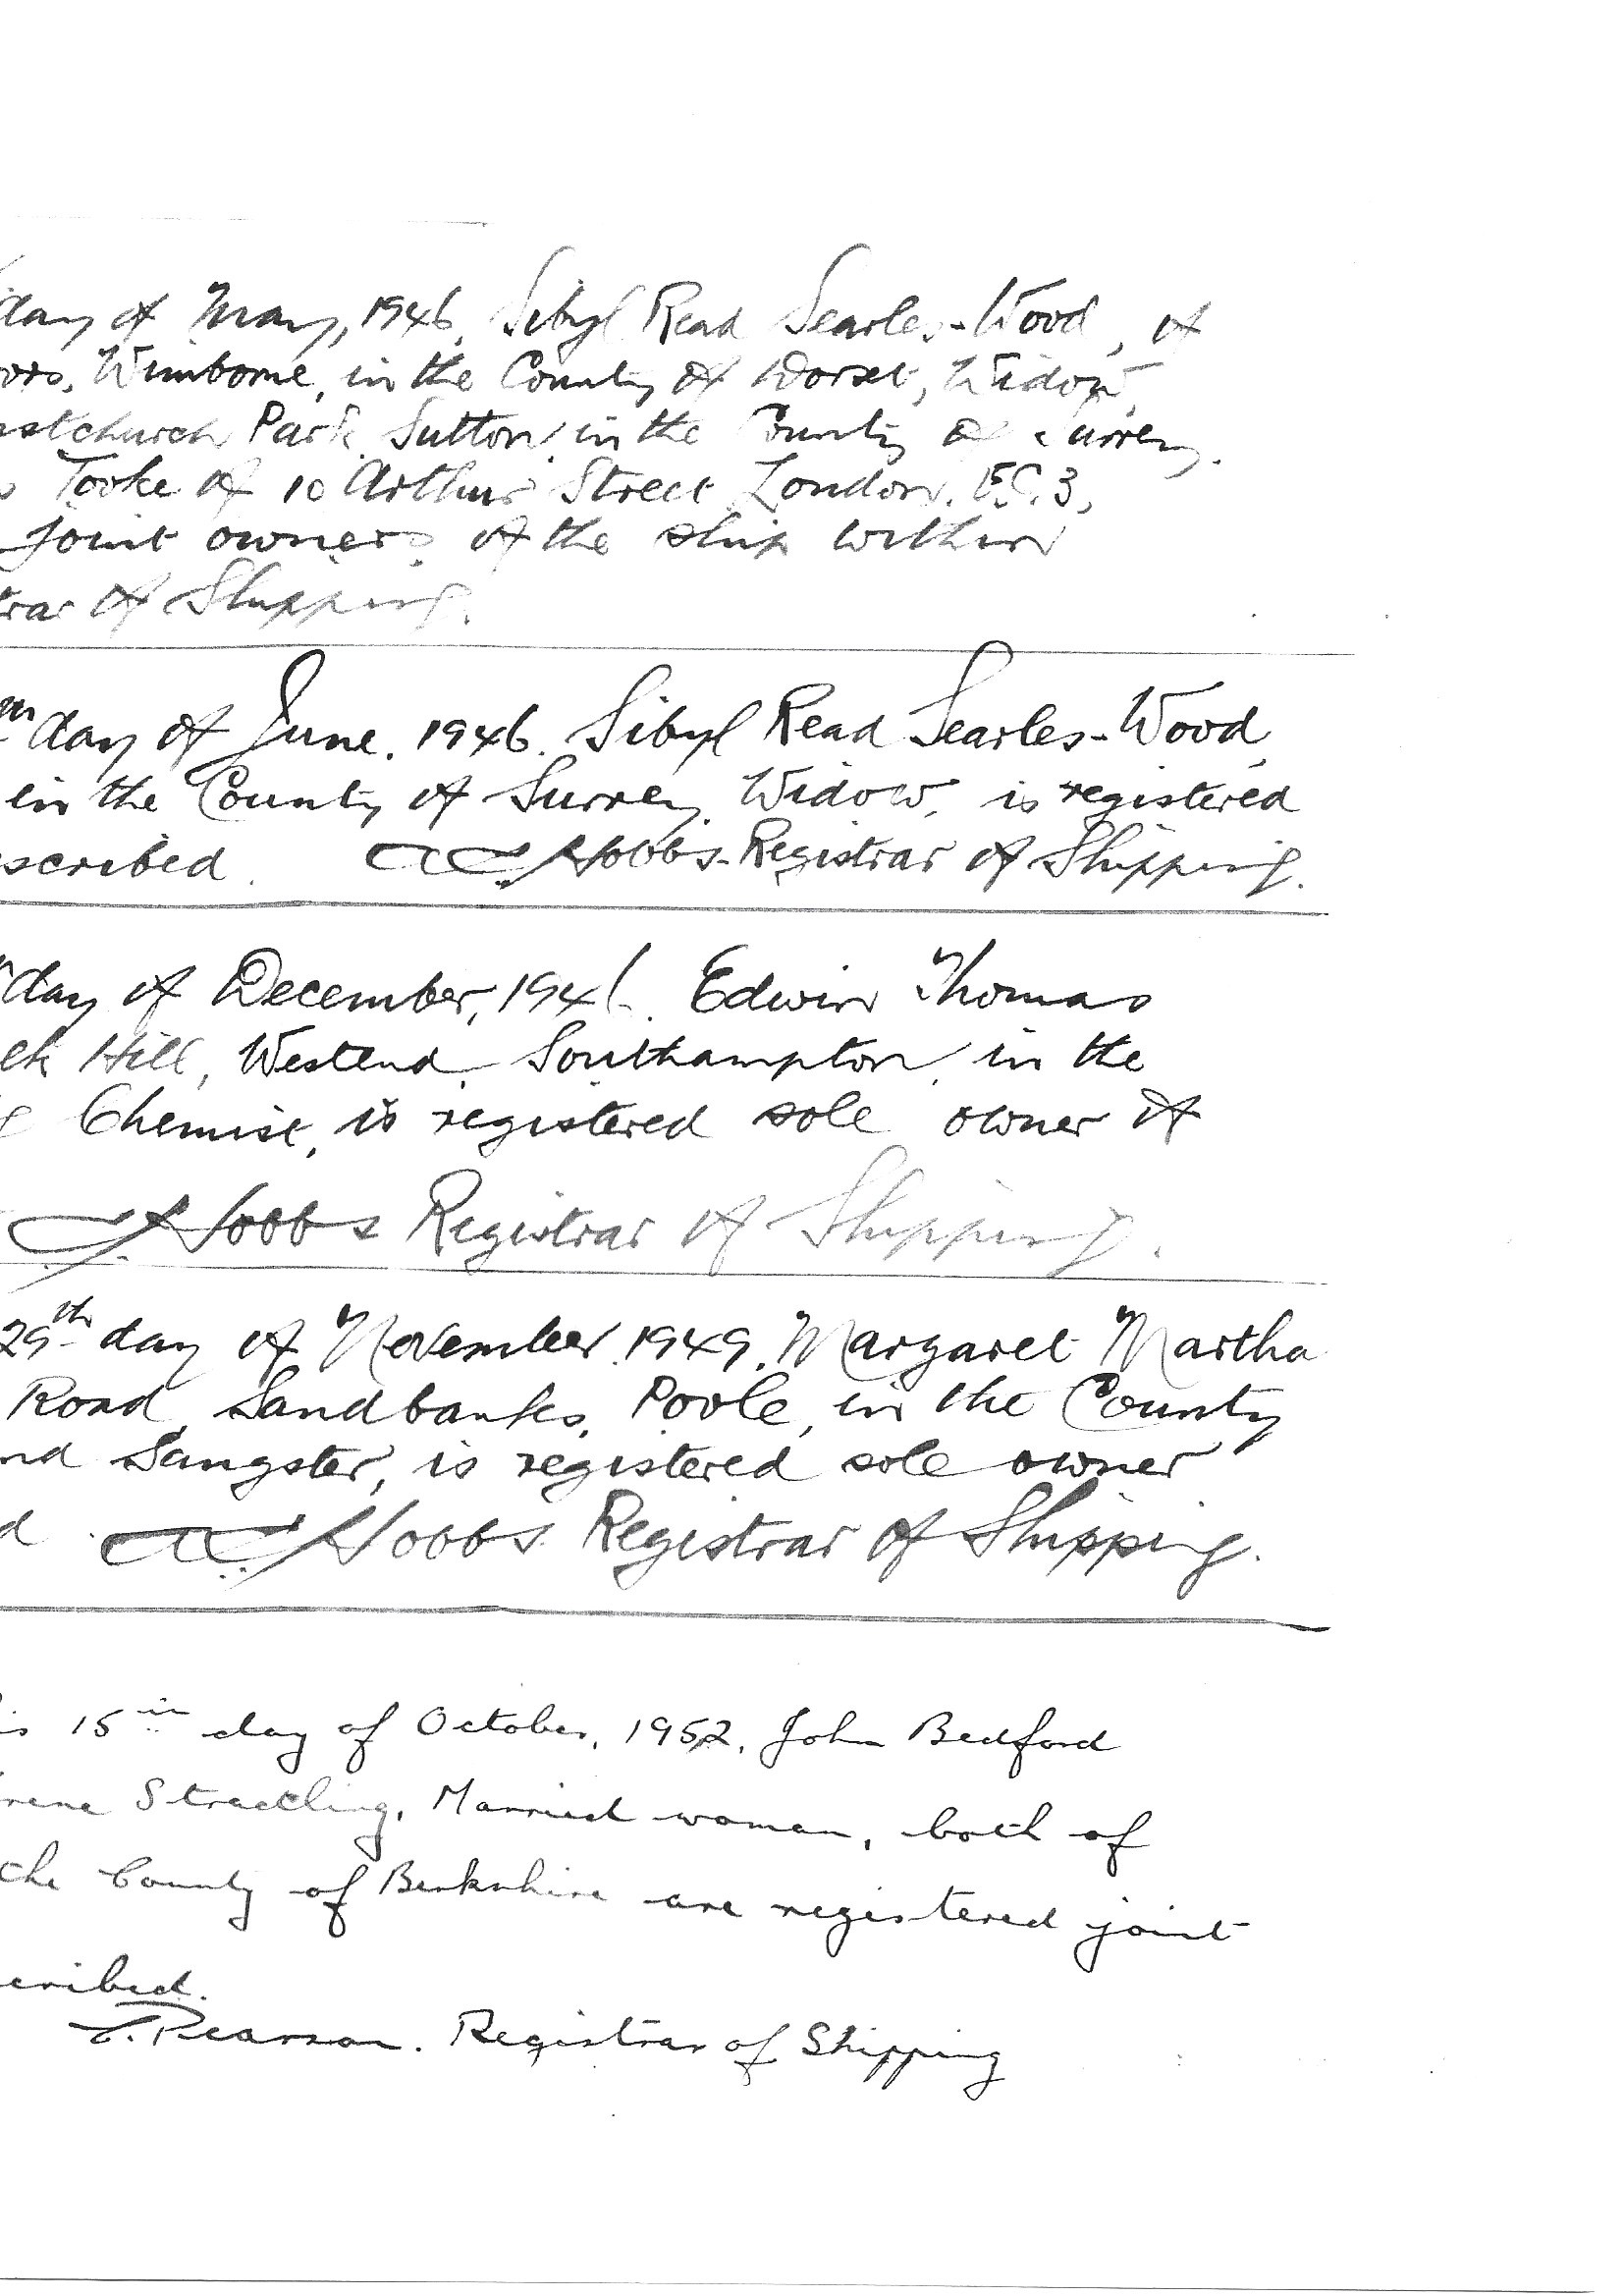 day of May, 1946, Sibyl Read Searles-Wood, of
Wimborne, in the County of Dorset, Widow,
stchurch Park Sutton in the County of Surrey.
Tooke of 10 Arthur Street London. E.C.3,
joint owners of the ship within
trar of Shipping.
day of June, 1946. Sibyl Read Searles-Wood,
in the County of Surrey, Widow, is registered
scribed. Hobbs Registrar of Shipping.
day of December, 194 Edwin Thomas
Hill, Westend, Southampton, in the
Chemist, is registered sole owner of
Hobbs Registrar of Shipping.
29th day of November 1949, Margaret Martha
Road, Sandbanks, Poole, in the County
nd Sangster, is registered sole owner
d Hobbs Registrar of Shipping.
is 15th day of October, 1952, John Bedford
rene Stradling, Married woman, both of
the County of Berkshire are registered joint
cribed.
Pearson. Registrar of Shipping